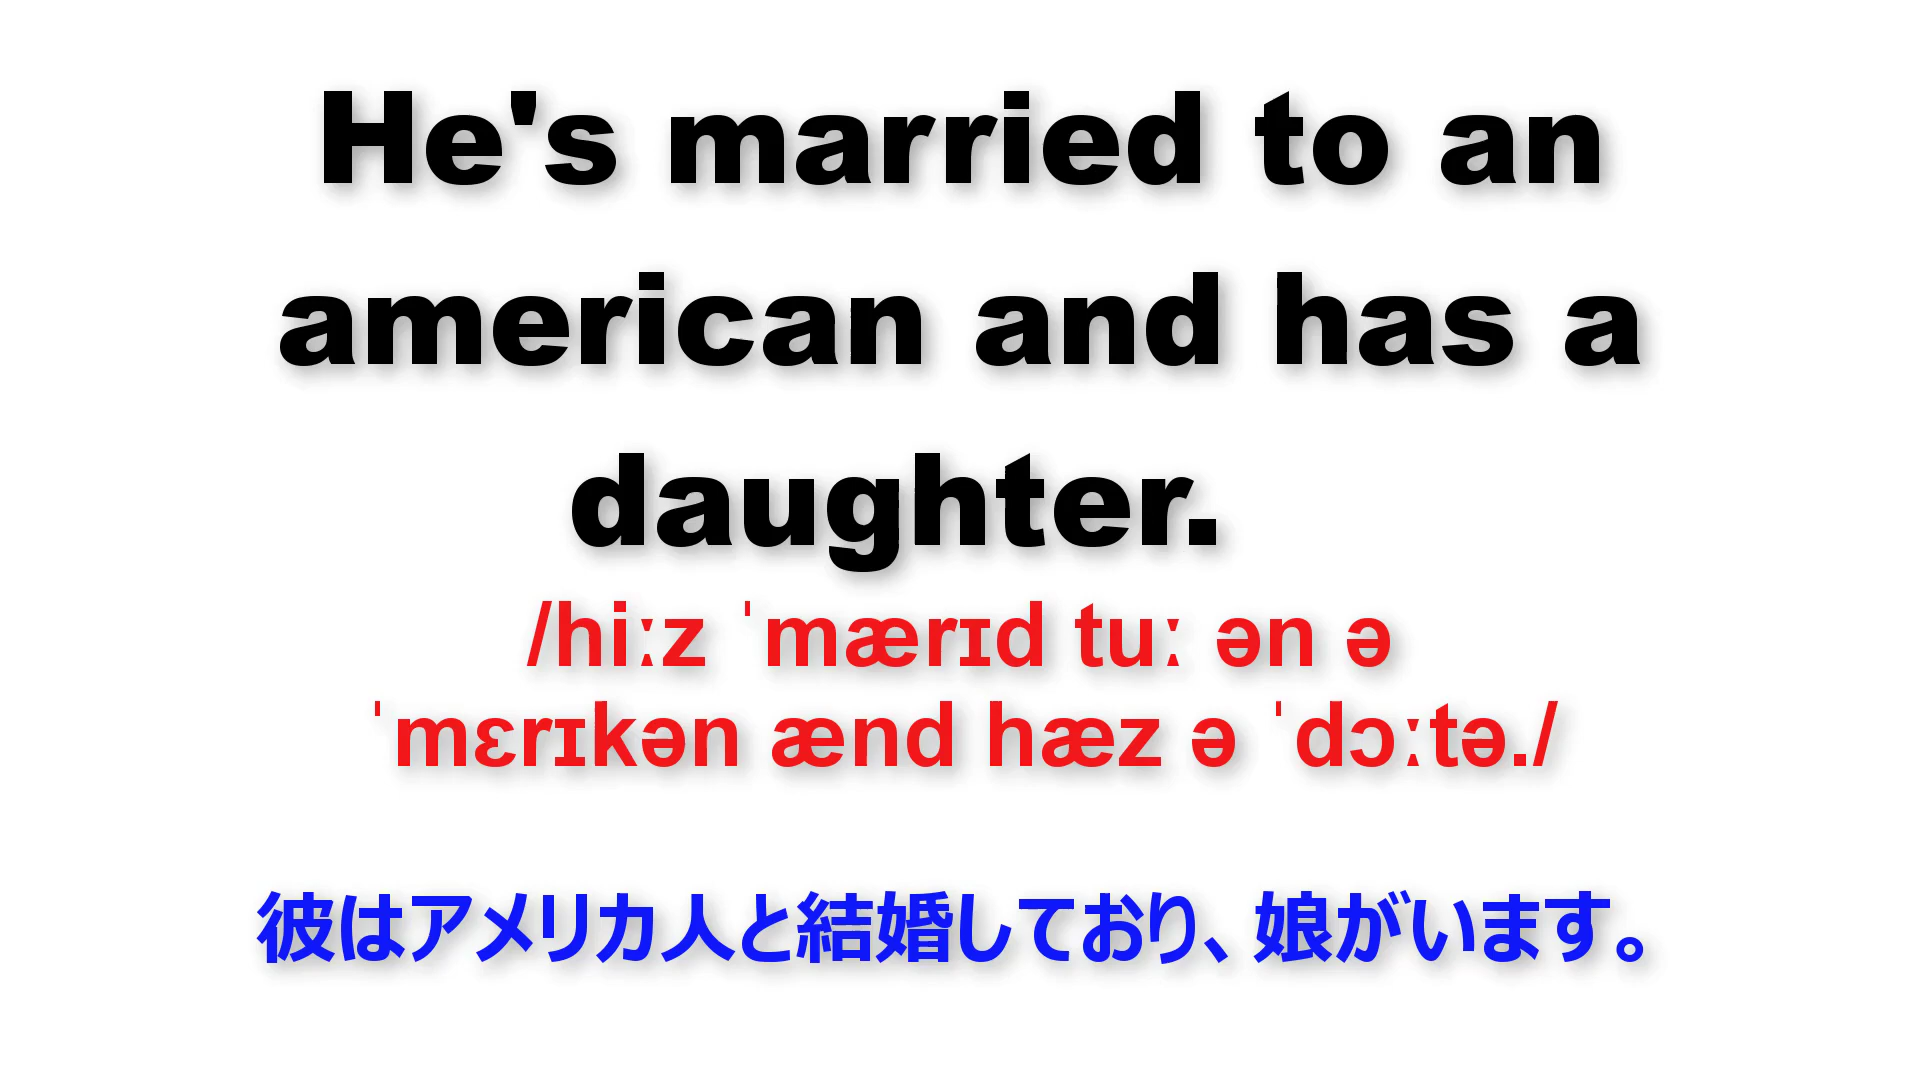 He's married to an
american and has a
daughter.
/hiːz ˈmærɪd tuː ən ə
ˈmɛrɪkən ænd hæz ə ˈdɔːtə./
彼はアメリカ人と結婚しており、娘がいます。